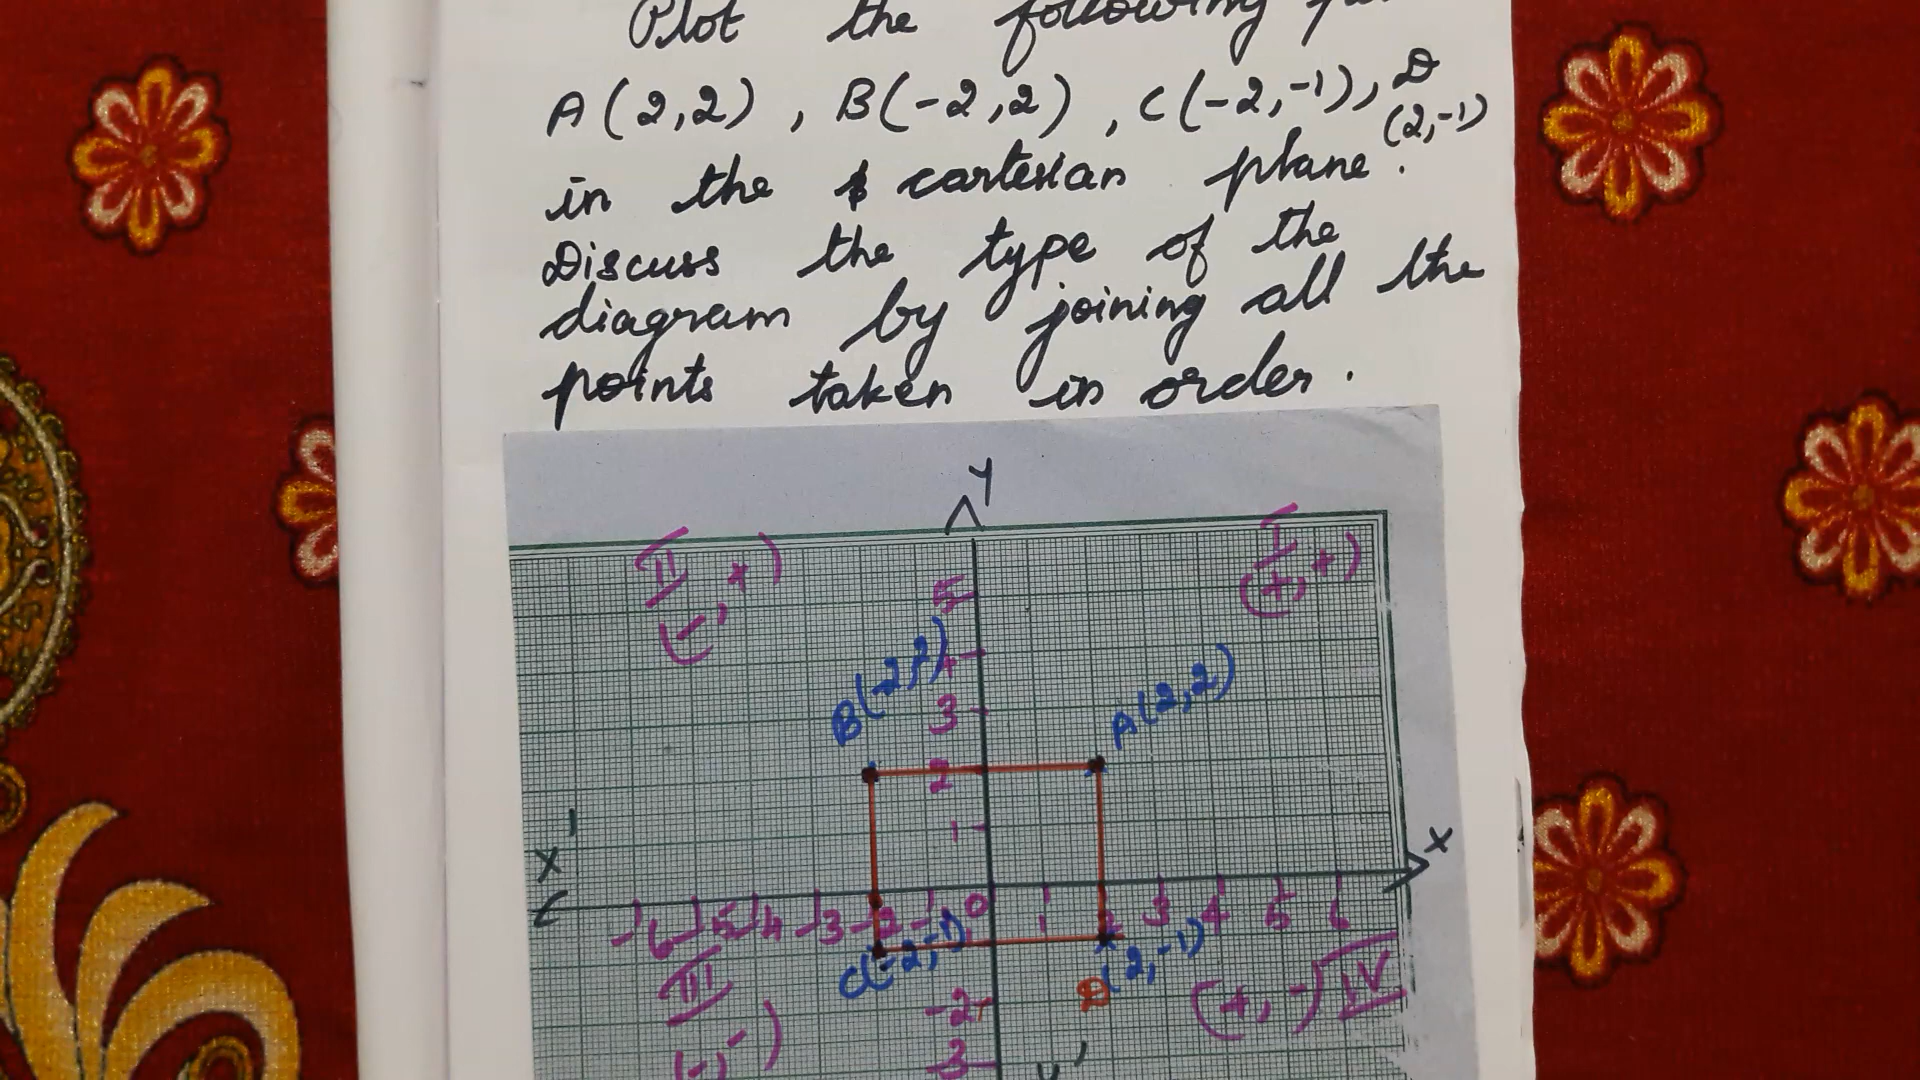 Plot the following
A(2,2), B(-2,2), C(-2,-1), D
(2,-1)
in the cartesian plane.
Discuss the type of the
diagram by joining all the
points taken in order.
Y
II
(-,+)
I
(+,+)
5
4
3
2
1
B(-2,2)
A(2,2)
X'
X
-6 -5 -4 -3 -2 -1 0 1 2 3 4 5 6
C(-2,-1)
D(2,-1)
III
(-,-)
(+,-) IV
-2
-3